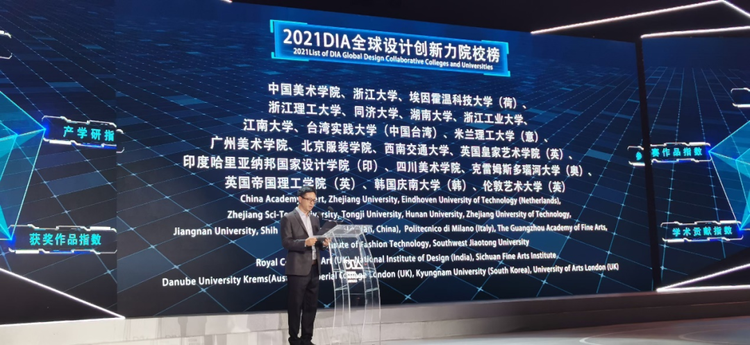 2021DIA全球设计创新力院校榜
2021List of DIA Global Design Collaborative Colleges and Universities
中国美术学院、浙江大学、埃因霍温科技大学（荷）、
浙江理工大学、同济大学、湖南大学、浙江工业大学、
江南大学、台湾实践大学（中国台湾）、米兰理工大学（意）、
广州美术学院、北京服装学院、西南交通大学、英国皇家艺术学院（英）、
印度哈里亚纳邦国家设计学院（印）、四川美术学院、克雷姆斯多瑙河大学（奥）、
英国帝国理工学院（英）、韩国庆南大学（韩）、伦敦艺术大学（英）
China Academy Art, Zhejiang University, Eindhoven University of Technology (Netherlands),
Zhejiang Sci-T University, Tongji University, Hunan University, Zhejiang University of Technology,
Jiangnan University, Shih China), Politecnico di Milano (Italy), The Guangzhou Academy of Fine Arts,
of Fashion Technology, Southwest Jiaotong University
Royal C Art (UK), National Institute of Design (India), Sichuan Fine Arts Institute,
Danube University Krems(Aus College London (UK), Kyungnam University (South Korea), University of Arts London (UK)
产学研指
获奖作品指数
赛作品指数
学术贡献指数
DIA